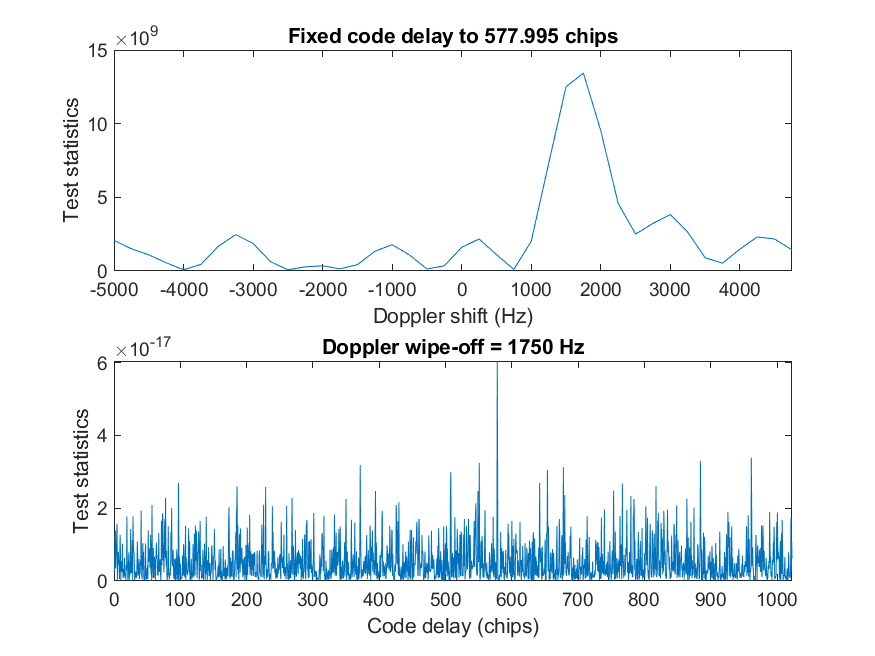 Fixed code delay to 577.995 chips
×10^9
15
10
5
0
Test statistics
-5000 -4000 -3000 -2000 -1000 0 1000 2000 3000 4000
Doppler shift (Hz)
Doppler wipe-off = 1750 Hz
×10^-17
6
4
2
0
Test statistics
0 100 200 300 400 500 600 700 800 900 1000
Code delay (chips)